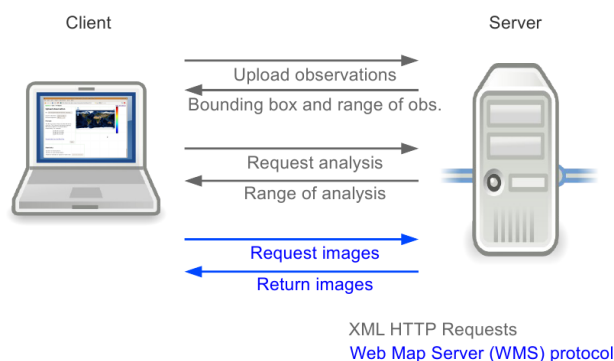 Client
Server
Upload observations
Bounding box and range of obs.
Request analysis
Range of analysis
Request images
Return images
XML HTTP Requests
Web Map Server (WMS) protocol